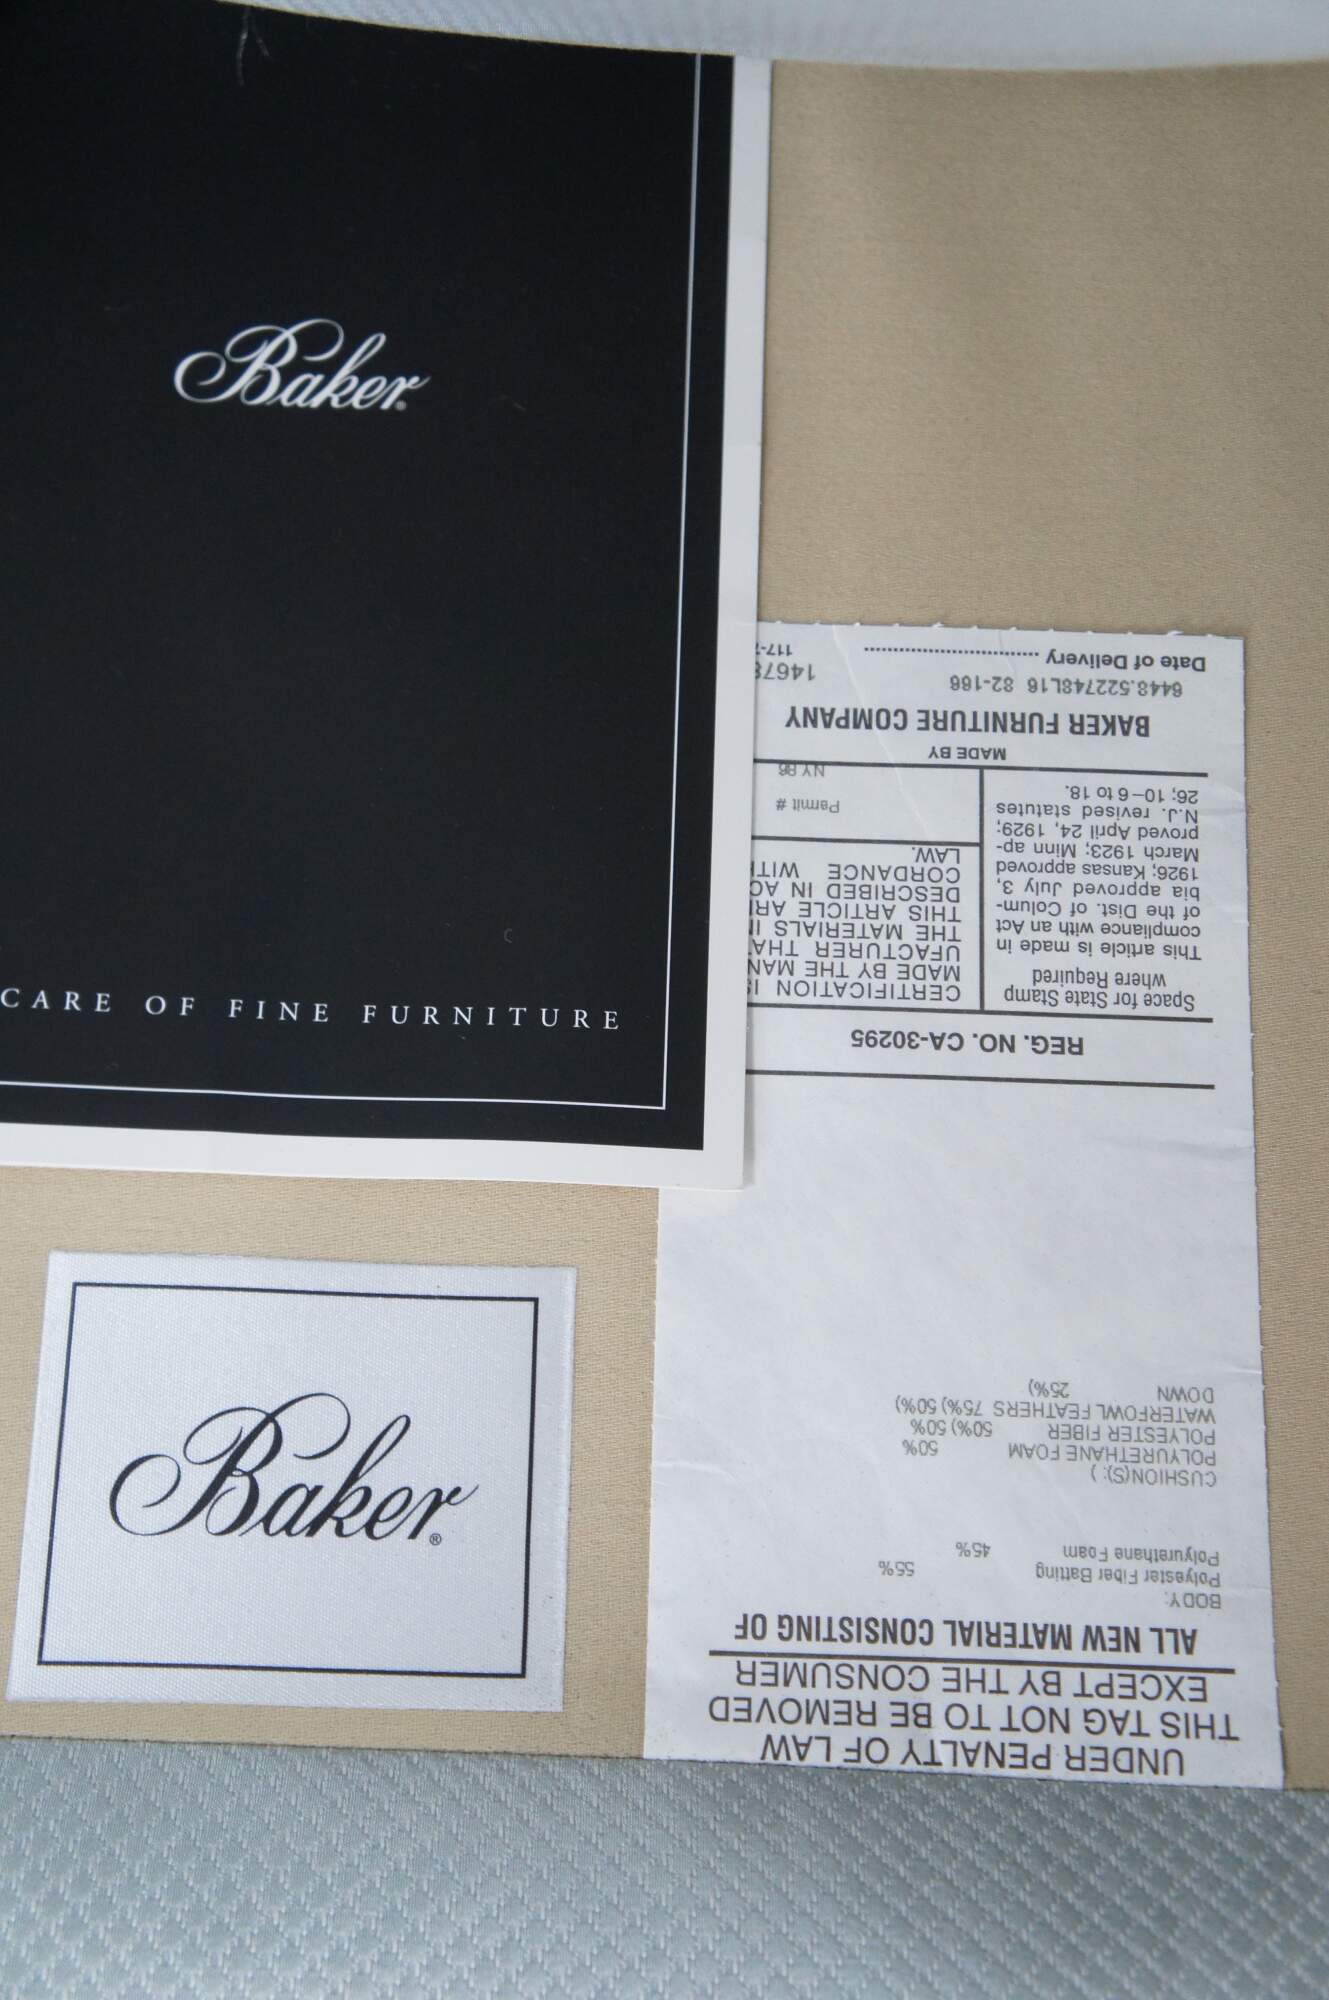 Baker®
CARE OF FINE FURNITURE
Baker®
UNDER PENALTY OF LAW
THIS TAG NOT TO BE REMOVED
EXCEPT BY THE CONSUMER
ALL NEW MATERIAL CONSISTING OF
BODY:
Polyester Fiber Batting 55%
Polyurethane Foam 45%
CUSHION(S): )
POLYURETHANE FOAM 50%
POLYESTER FIBER 50%) 50%
WATERFOWL FEATHERS 75%) 50%)
DOWN 25%)
REG. NO. CA-30295
Space for State Stamp
where Required
This article is made in
compliance with an Act
of the Dist. of Colum-
bia approved July 3,
1926; Kansas approved
March 1923; Minn ap-
proved April 24, 1929;
N.J. revised statutes
26; 10-6 to 18.
CERTIFICATION IS
MADE BY THE MAN
UFACTURER THAT
THE MATERIALS I
THIS ARTICLE AR
DESCRIBED IN AC
CORDANCE WITH
LAW.
Permit #
NY 86
MADE BY
BAKER FURNITURE COMPANY
6448.522748L16 82-166 14678
Date of Delivery 117-